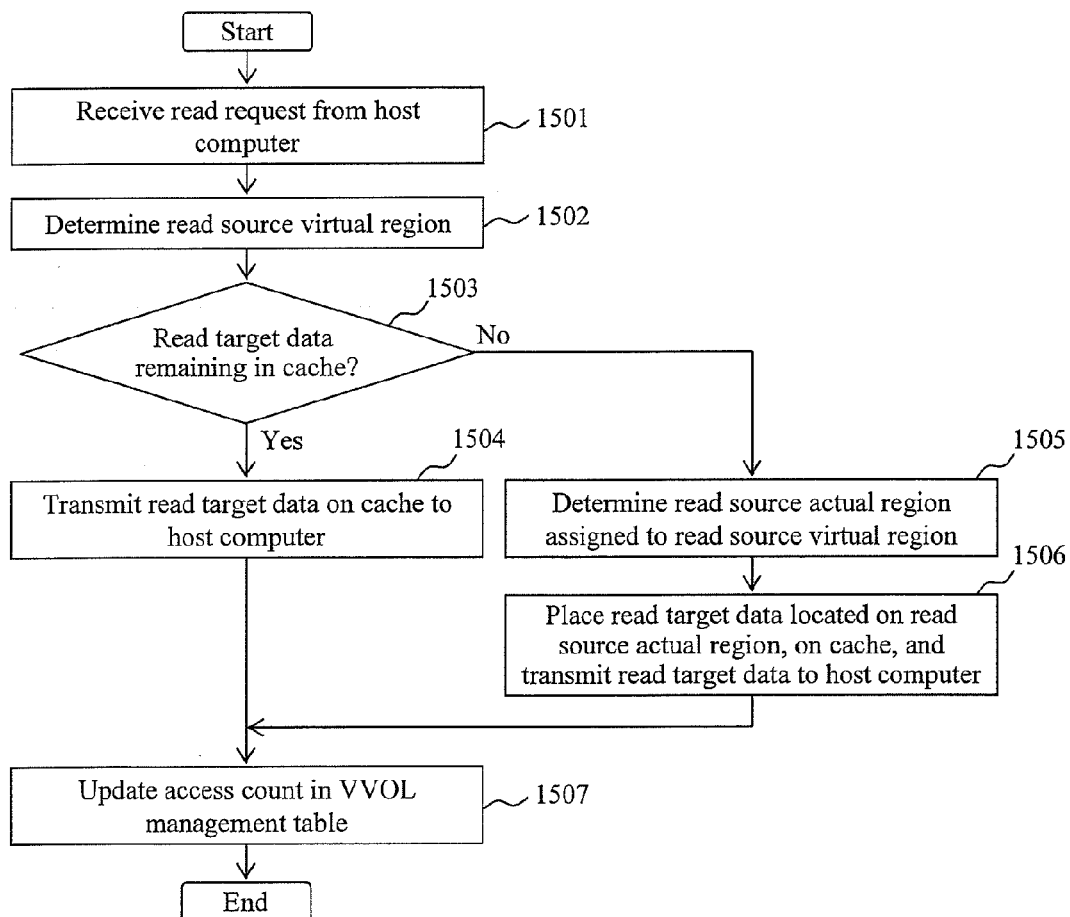 Start
Receive read request from host
computer
1501
Determine read source virtual region
1502
1503
Read target data
remaining in cache?
No
Yes
1504
Transmit read target data on cache to
host computer
1505
Determine read source actual region
assigned to read source virtual region
1506
Place read target data located on read
source actual region, on cache, and
transmit read target data to host computer
Update access count in VVOL
management table
1507
End